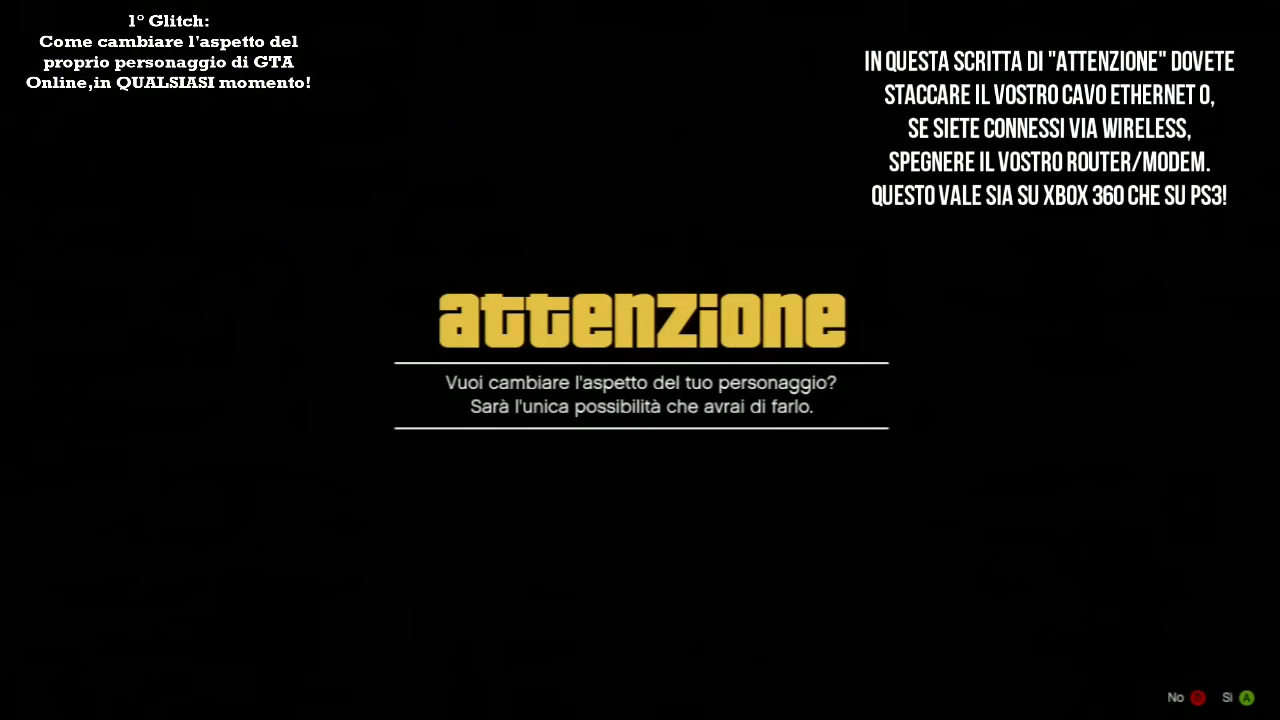 1° Glitch:
Come cambiare l'aspetto del
proprio personaggio di GTA
Online,in QUALSIASI momento!
IN QUESTA SCRITTA DI "ATTENZIONE" DOVETE
STACCARE IL VOSTRO CAVO ETHERNET O,
SE SIETE CONNESSI VIA WIRELESS,
SPEGNERE IL VOSTRO ROUTER/MODEM.
QUESTO VALE SIA SU XBOX 360 CHE SU PS3!
attenzione
Vuoi cambiare l'aspetto del tuo personaggio?
Sarà l'unica possibilità che avrai di farlo.
No B Sì A